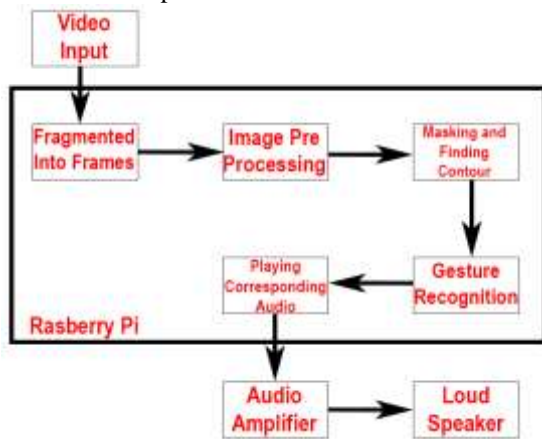 Video
Input
Fragmented
Into Frames
Image Pre
Processing
Masking and
Finding
Contour
Playing
Corresponding
Audio
Gesture
Recognition
Rasberry Pi
Audio
Amplifier
Loud
Speaker